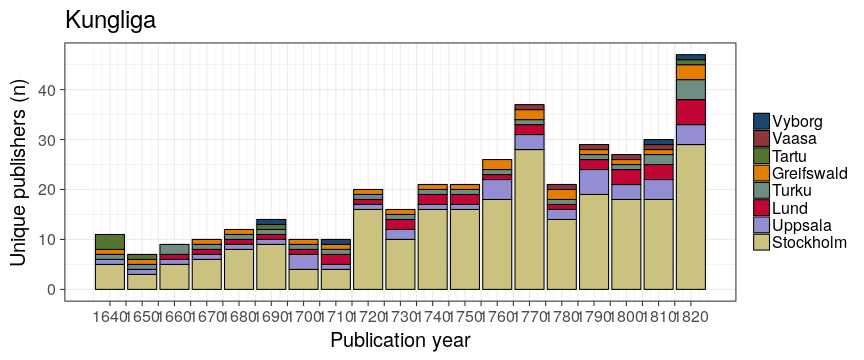 Kungliga
Unique publishers (n)
40
30
20
10
0
1640 1650 1660 1670 1680 1690 1700 1710 1720 1730 1740 1750 1760 1770 1780 1790 1800 1810 1820
Publication year
Vyborg
Vaasa
Tartu
Greifswald
Turku
Lund
Uppsala
Stockholm